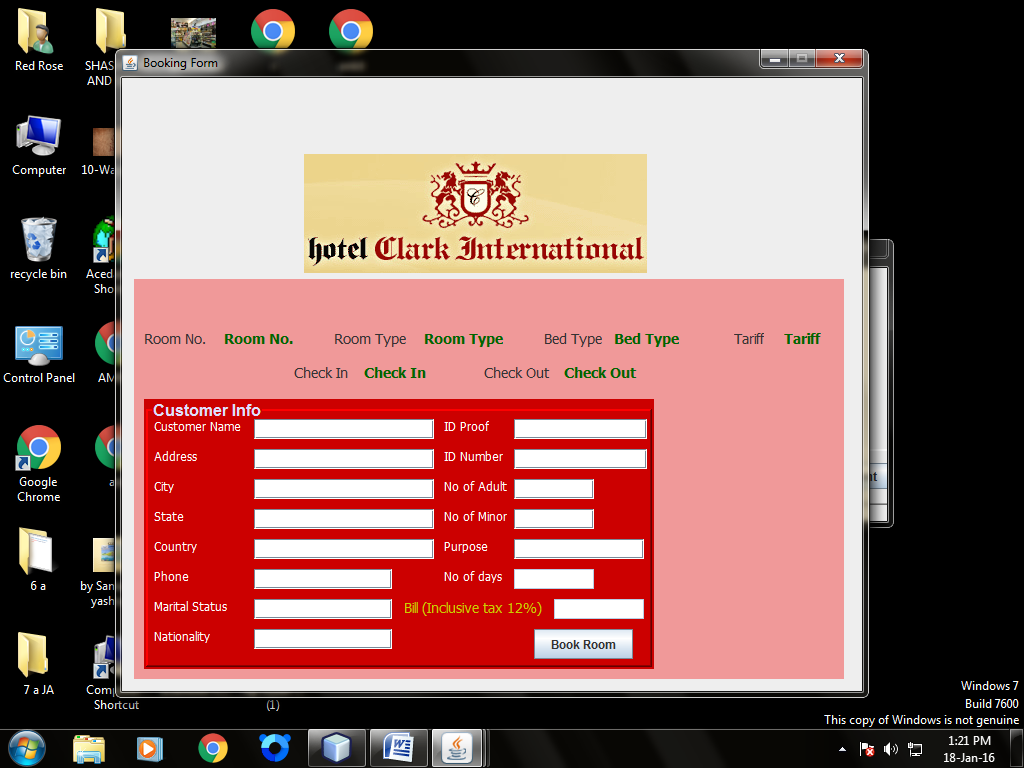 Red Rose
SHAS
AND
Booking Form
Computer
10-Wa
hotel Clark International
recycle bin
Aced
Sho
Room No. Room No. Room Type Room Type Bed Type Bed Type Tariff Tariff
Control Panel
AM
Check In Check In Check Out Check Out
Customer Info
Customer Name ID Proof
Address ID Number
City No of Adult
State No of Minor
Country Purpose
Phone No of days
Marital Status Bill (Inclusive tax 12%)
Nationality
Book Room
Google
Chrome
a
nt
6 a
by San
yash
7 a JA
Comp
Shortcut
(1)
Windows 7
Build 7600
This copy of Windows is not genuine
1:21 PM
18-Jan-16